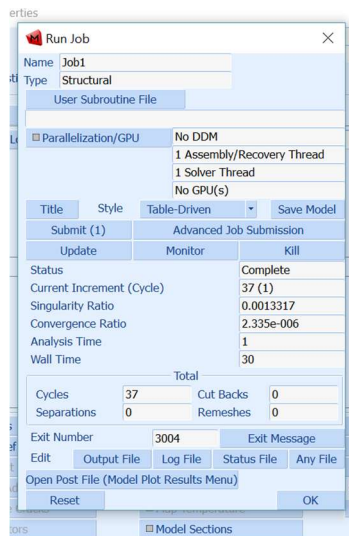 erties
Run Job
Name Job1
Type Structural
User Subroutine File
Parallelization/GPU No DDM
1 Assembly/Recovery Thread
1 Solver Thread
No GPU(s)
Title Style Table-Driven Save Model
Submit (1) Advanced Job Submission
Update Monitor Kill
Status Complete
Current Increment (Cycle) 37 (1)
Singularity Ratio 0.0013317
Convergence Ratio 2.335e-006
Analysis Time 1
Wall Time 30
Total
Cycles 37 Cut Backs 0
Separations 0 Remeshes 0
Exit Number 3004 Exit Message
Edit Output File Log File Status File Any File
Open Post File (Model Plot Results Menu)
Reset OK
tors Model Sections